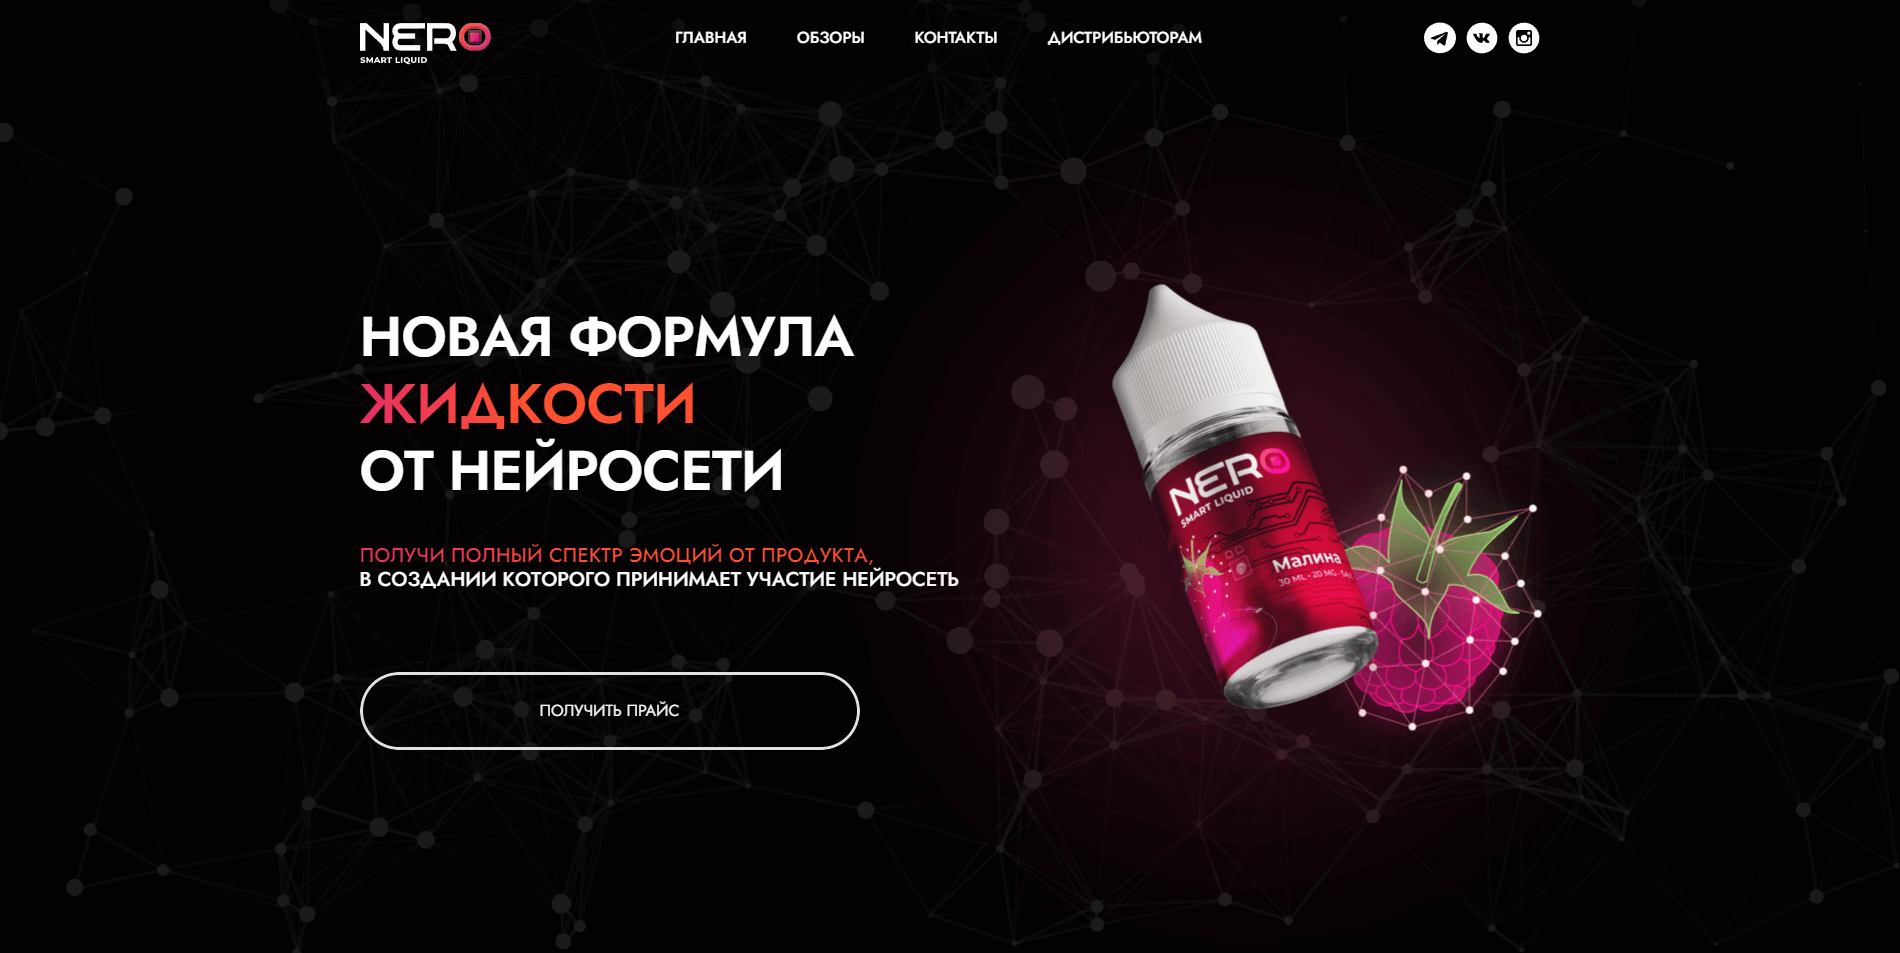 NERO
SMART LIQUID
ГЛАВНАЯ
ОБЗОРЫ
КОНТАКТЫ
ДИСТРИБЬЮТОРАМ
НОВАЯ ФОРМУЛА
ЖИДКОСТИ
ОТ НЕЙРОСЕТИ
ПОЛУЧИ ПОЛНЫЙ СПЕКТР ЭМОЦИЙ ОТ ПРОДУКТА,
В СОЗДАНИИ КОТОРОГО ПРИНИМАЕТ УЧАСТИЕ НЕЙРОСЕТЬ
ПОЛУЧИТЬ ПРАЙС
NERO
SMART LIQUID
Малина
30 ML - 20 MG -